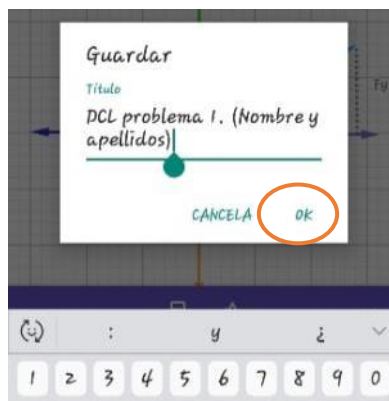 Guardar
Título
DCL problema 1. (Nombre y
apellidos)
CANCELA OK
: y ¿
1 2 3 4 5 6 7 8 9 0